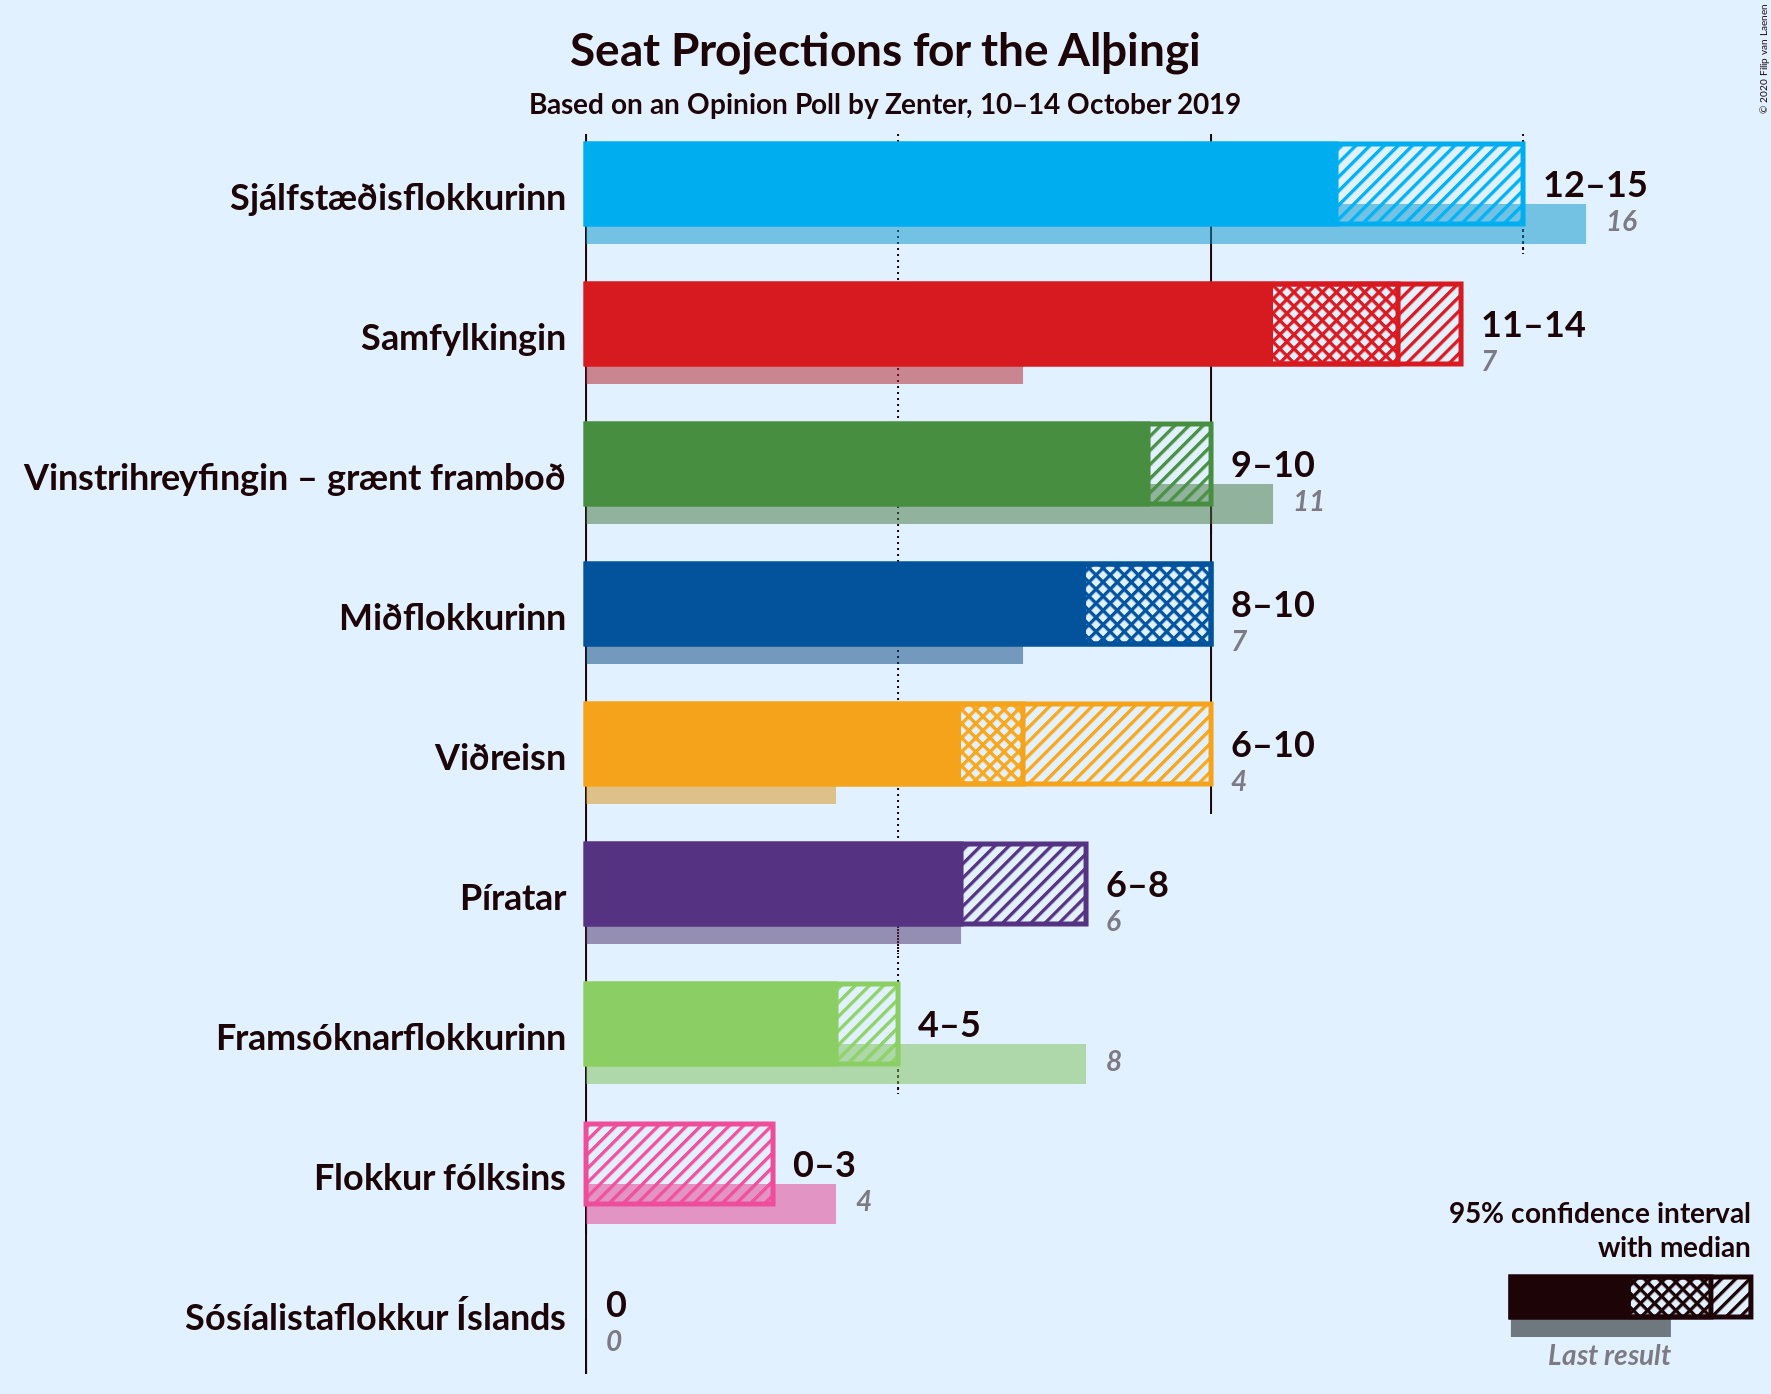 Seat Projections for the Alþingi
Based on an Opinion Poll by Zenter, 10–14 October 2019
© 2020 Filip van Laenen
Sjálfstæðisflokkurinn
12–15
16
Samfylkingin
11–14
7
Vinstrihreyfingin – grænt framboð
9–10
11
Miðflokkurinn
8–10
7
Viðreisn
6–10
4
Píratar
6–8
6
Framsóknarflokkurinn
4–5
8
Flokkur fólksins
0–3
4
Sósíalistaflokkur Íslands
0
0
95% confidence interval
with median
Last result